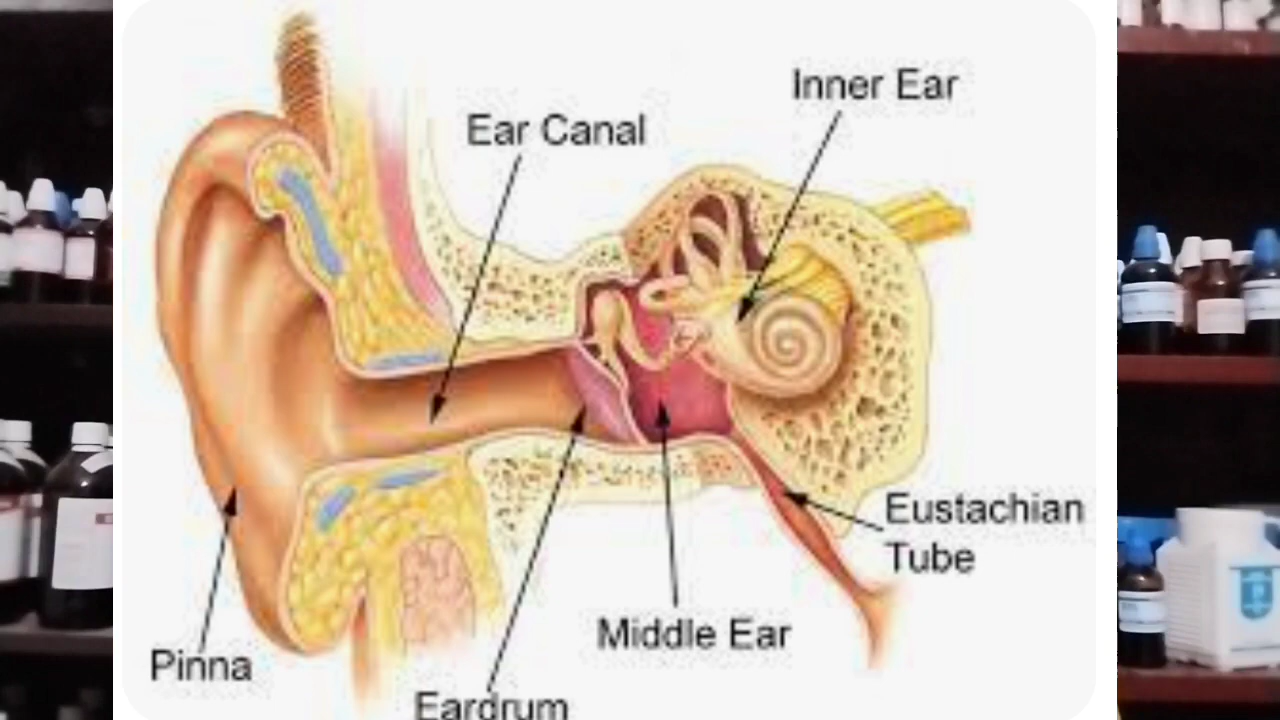 Inner Ear
Ear Canal
Eustachian
Tube
Middle Ear
Pinna
Eardrum